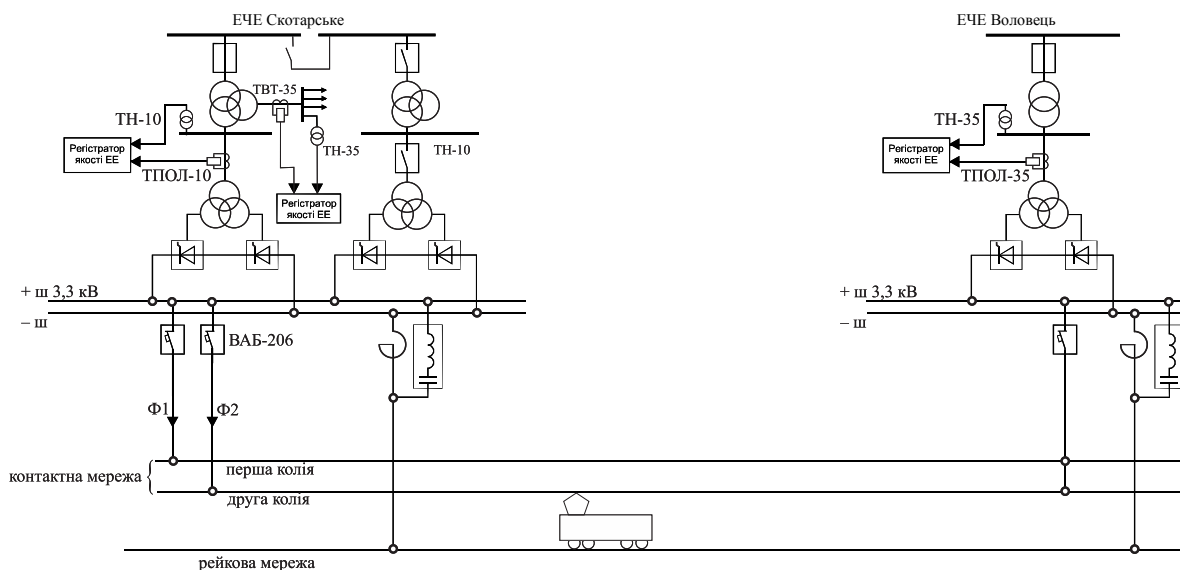 ЕЧЕ Скотарське
ЕЧЕ Воловець
ТВТ-35
ТН-10
ТН-35
ТН-10
Регістратор
якості ЕЕ
ТПОЛ-10
Регістратор
якості ЕЕ
ТН-35
Регістратор
якості ЕЕ
ТПОЛ-35
+ ш 3,3 кВ
– ш
ВАБ-206
+ ш 3,3 кВ
– ш
Ф1
Ф2
контактна мережа
перша колія
друга колія
рейкова мережа